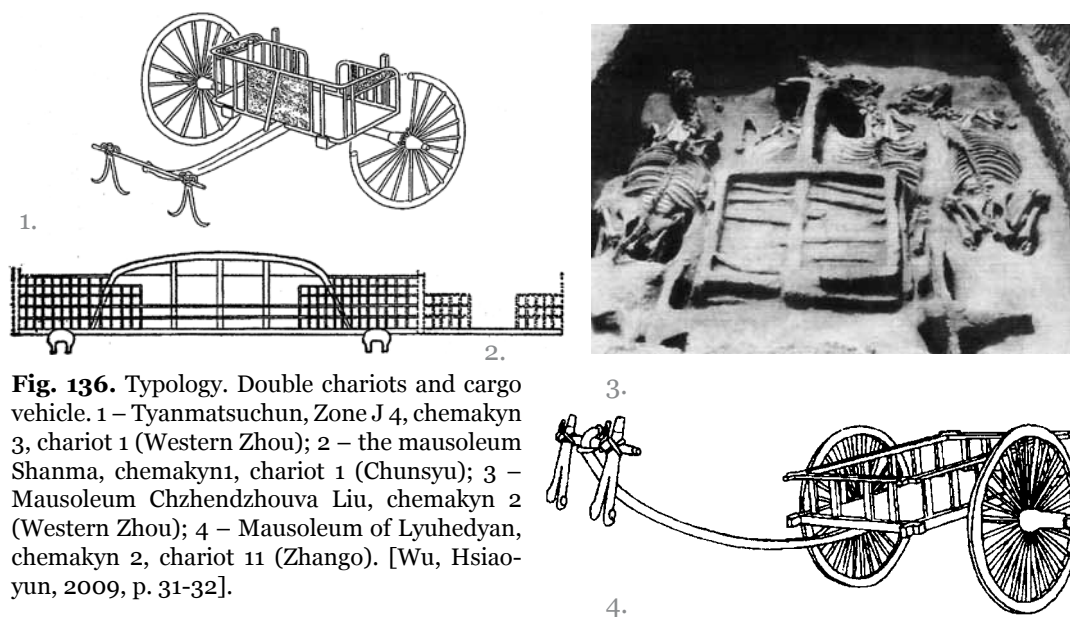 1.
2.
Fig. 136. Typology. Double chariots and cargo
vehicle. 1 – Tyanmatsuchun, Zone J 4, chemakyn
3, chariot 1 (Western Zhou); 2 – the mausoleum
Shanma, chemakyn1, chariot 1 (Chunsyu); 3 –
Mausoleum Chzhendzhouva Liu, chemakyn 2
(Western Zhou); 4 – Mausoleum of Lyuhedyan,
chemakyn 2, chariot 11 (Zhango). [Wu, Hsiao-
yun, 2009, p. 31-32].
3.
4.